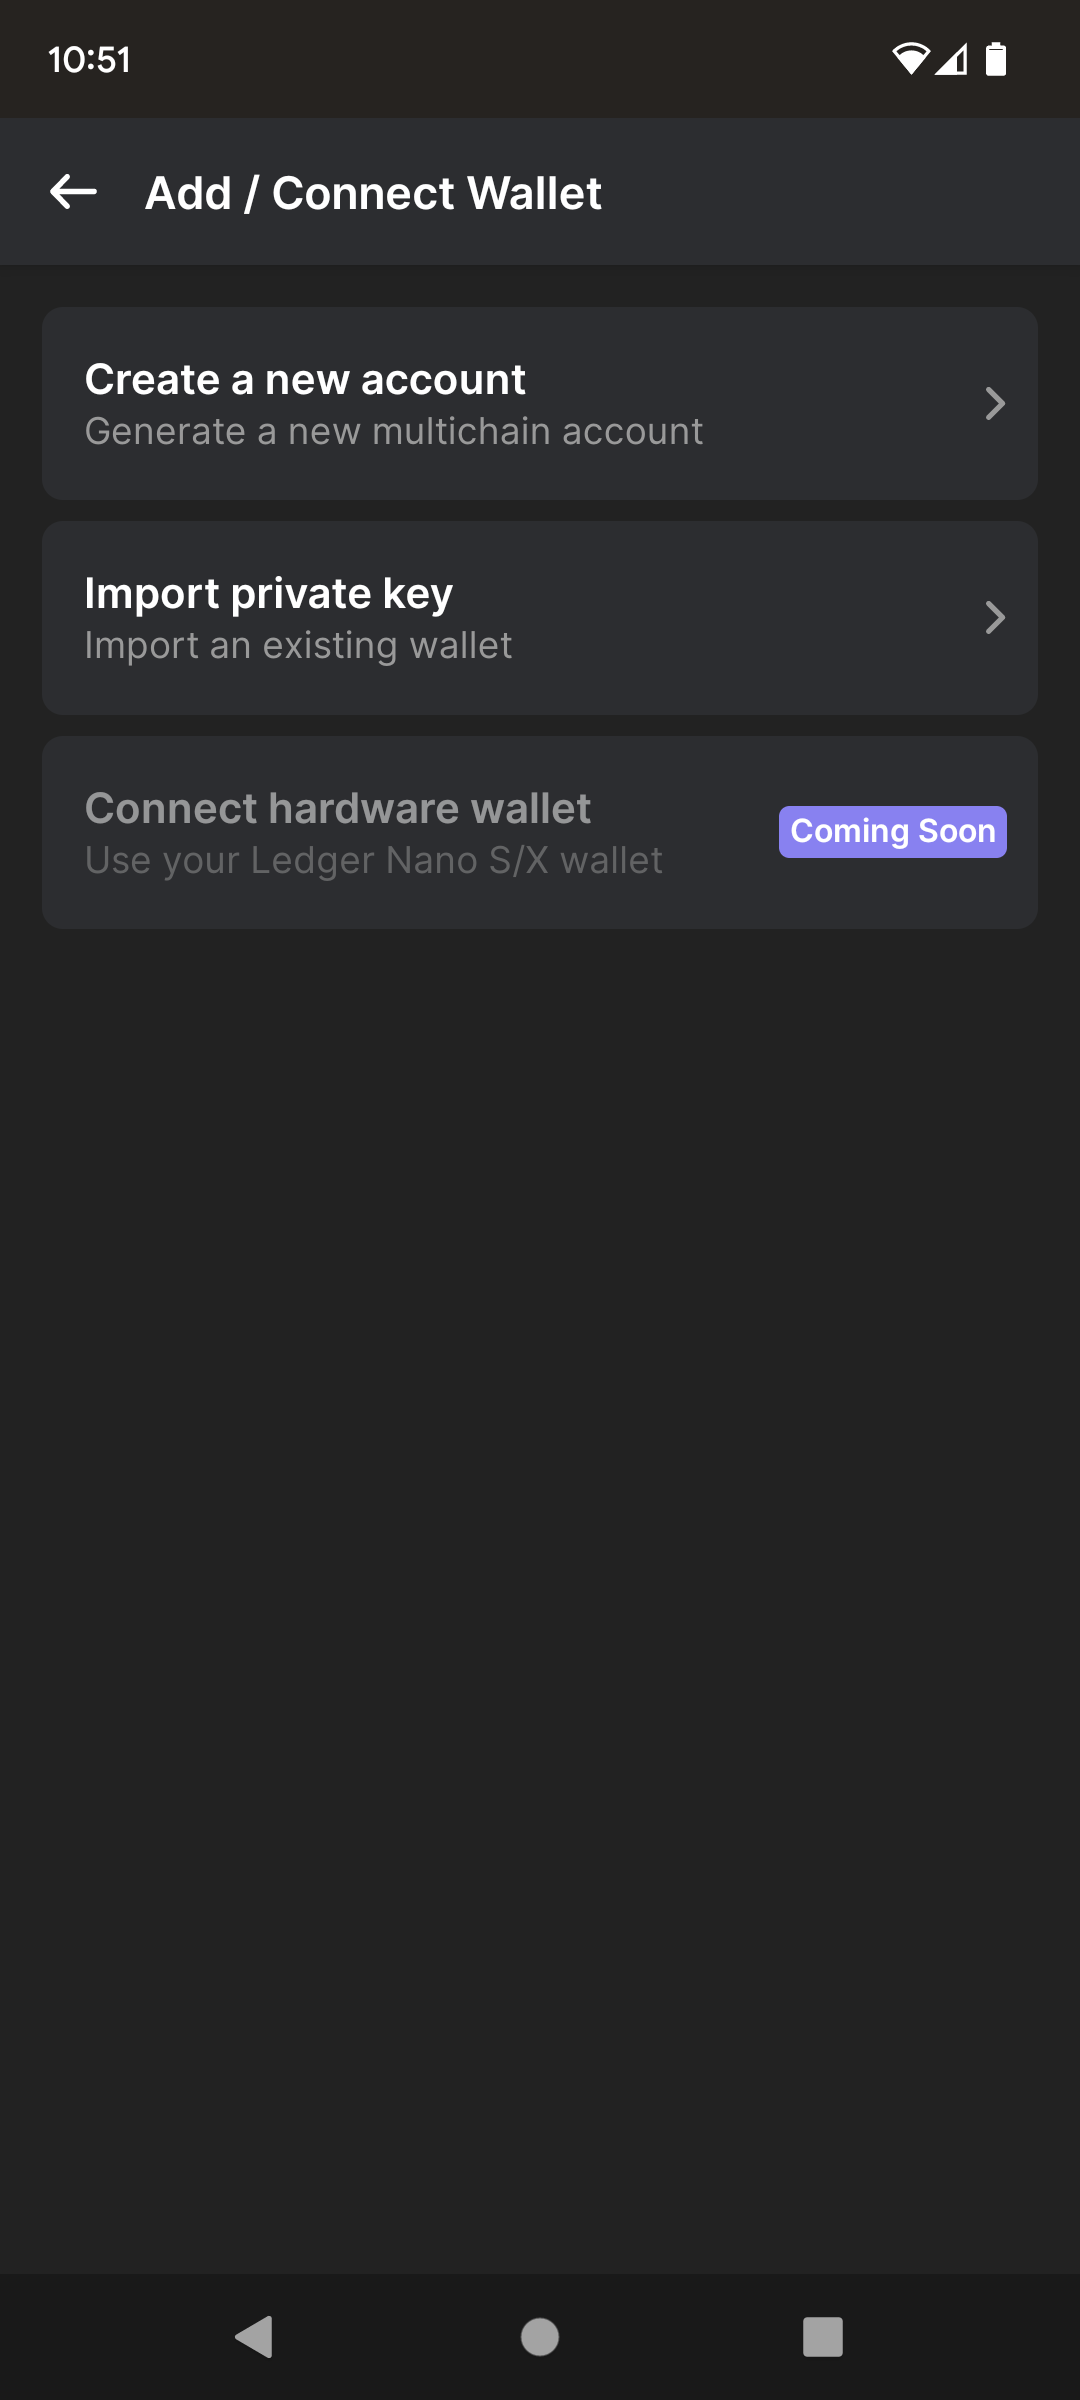 10:51
Add / Connect Wallet
Create a new account
Generate a new multichain account
Import private key
Import an existing wallet
Connect hardware wallet
Use your Ledger Nano S/X wallet
Coming Soon